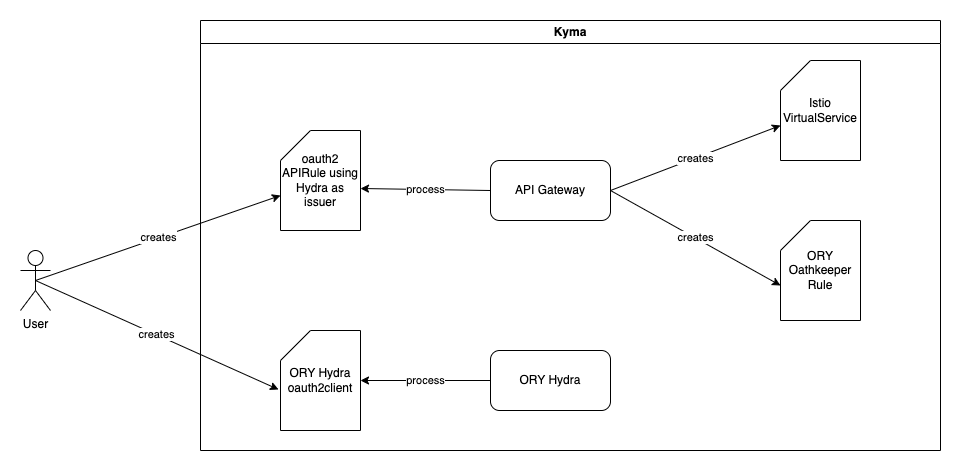 Kyma
Istio
VirtualService
oauth2
APIRule using
Hydra as
issuer
creates
process
API Gateway
creates
creates
ORY
Oathkeeper
Rule
User
creates
ORY Hydra
oauth2client
process
ORY Hydra